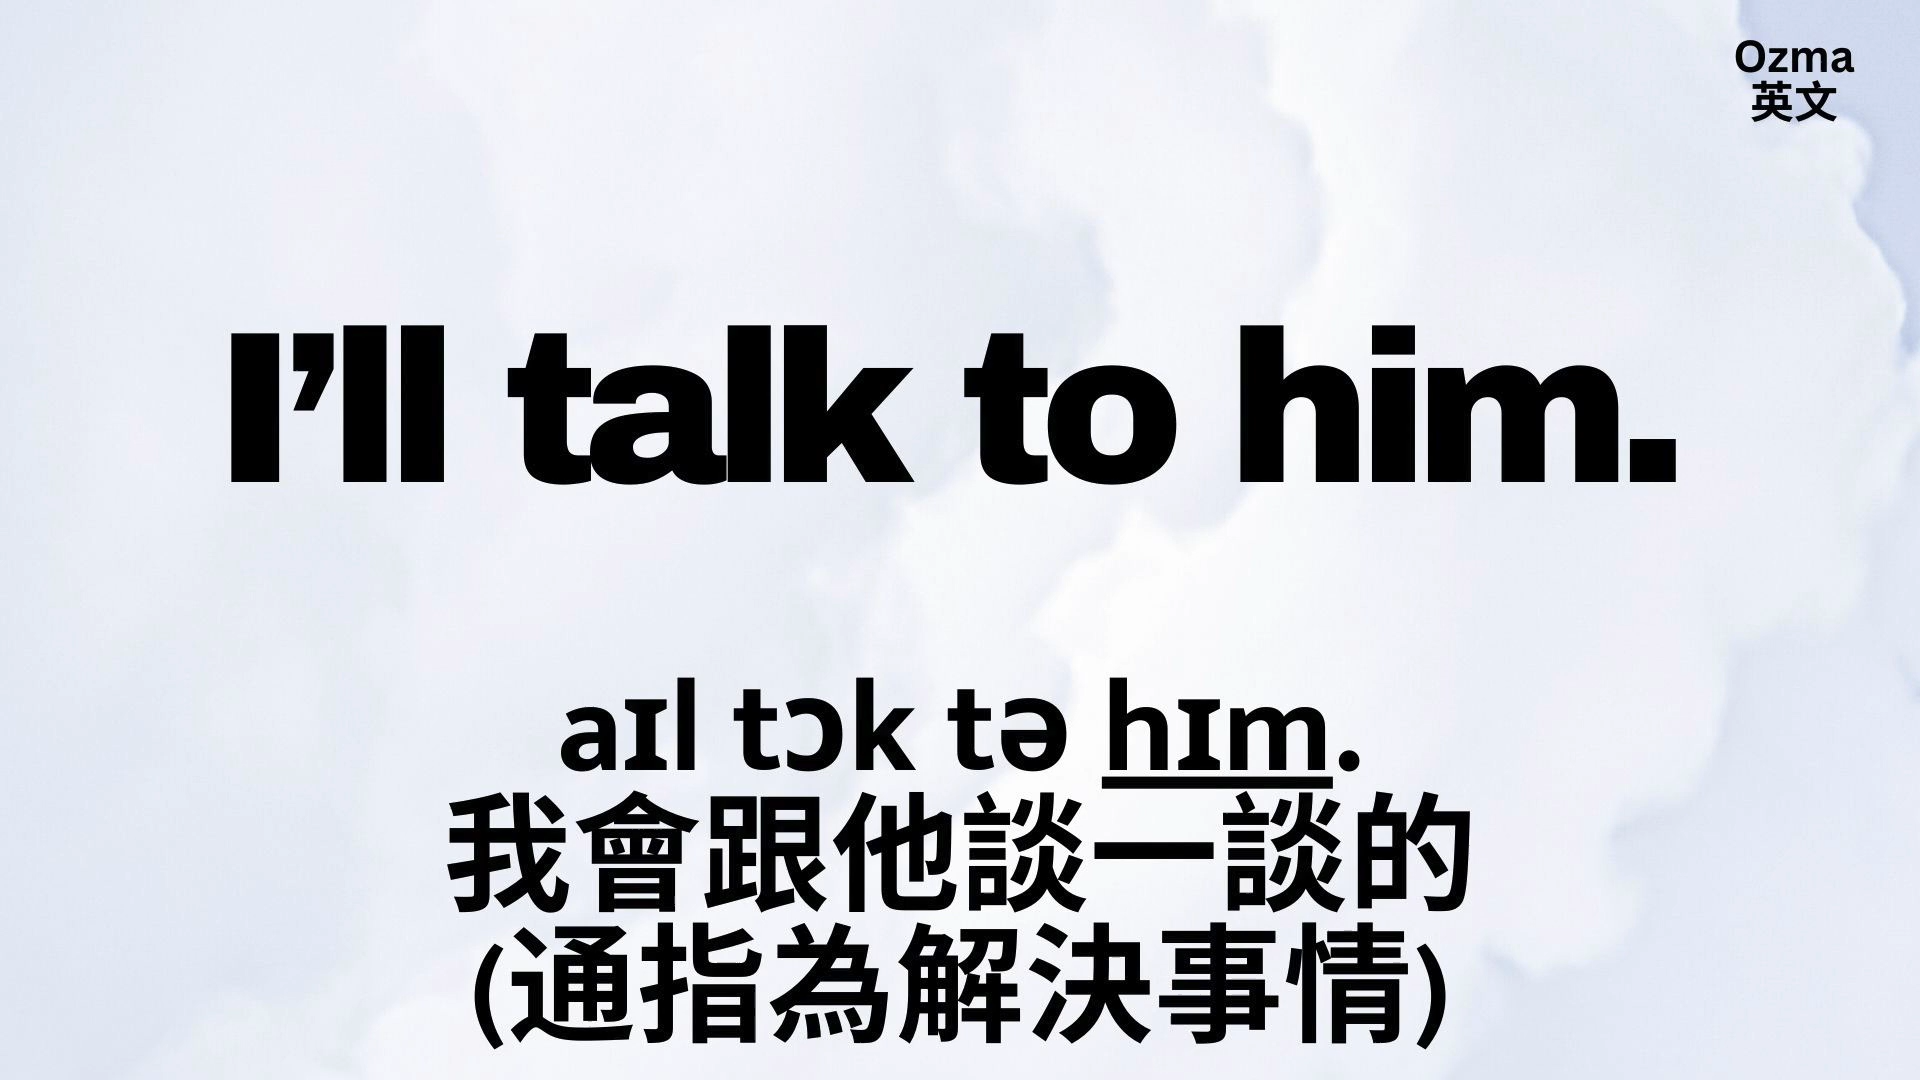 Ozma
英文
I’ll talk to him.
aɪl tɔk tə hɪm.
我會跟他談一談的
(通指為解決事情)